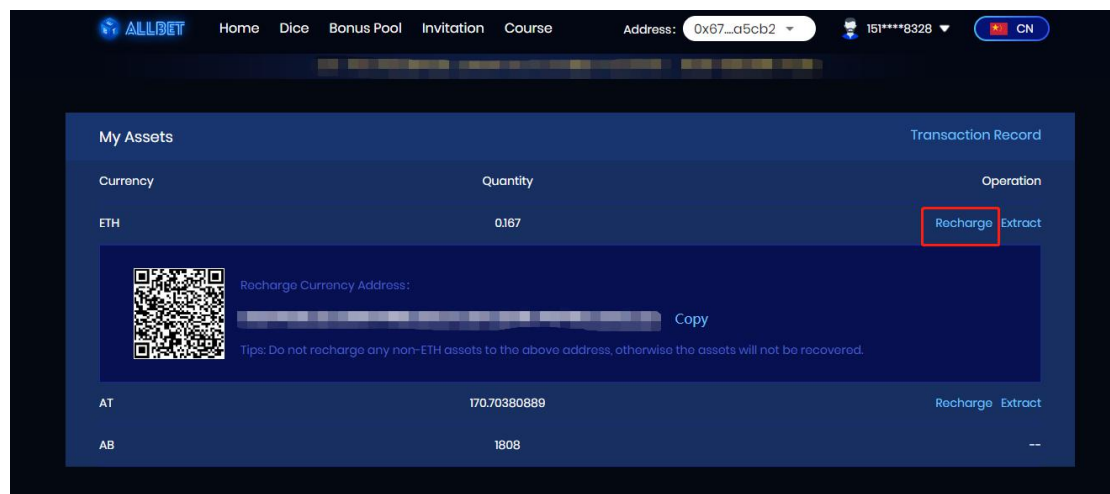 ALLBET Home Dice Bonus Pool Invitation Course Address: 0x67....a5cb2 151****8328 CN
My Assets Transaction Record
Currency Quantity Operation
ETH 0.167 Recharge Extract
Recharge Currency Address:
Copy
Tips: Do not recharge any non-ETH assets to the above address, otherwise the assets will not be recovered.
AT 170.70380889 Recharge Extract
AB 1808 --